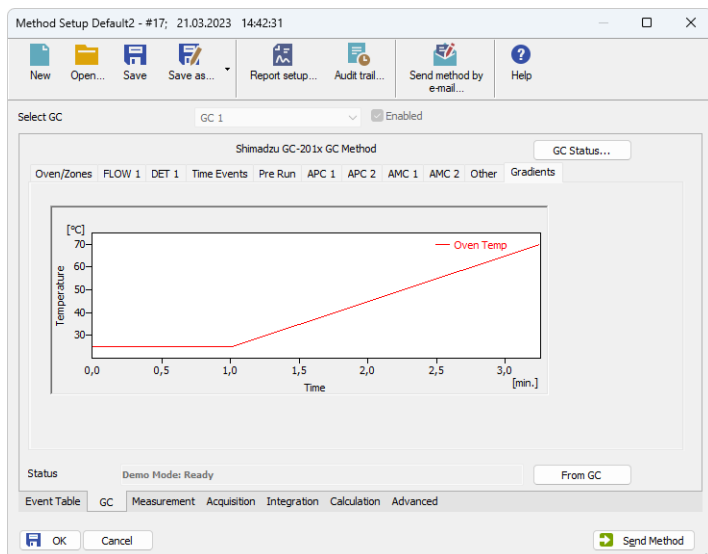 Method Setup Default2 - #17;  21.03.2023  14:42:31
New Open... Save Save as... Report setup... Audit trail... Send method by e-mail... Help
Select GC GC 1 Enabled
Shimadzu GC-201x GC Method GC Status...
Oven/Zones FLOW 1 DET 1 Time Events Pre Run APC 1 APC 2 AMC 1 AMC 2 Other Gradients
[°C]
70
60
50
40
30
Temperature
Oven Temp
0,0 0,5 1,0 1,5 2,0 2,5 3,0
Time [min.]
Status Demo Mode: Ready From GC
Event Table GC Measurement Acquisition Integration Calculation Advanced
OK Cancel Send Method